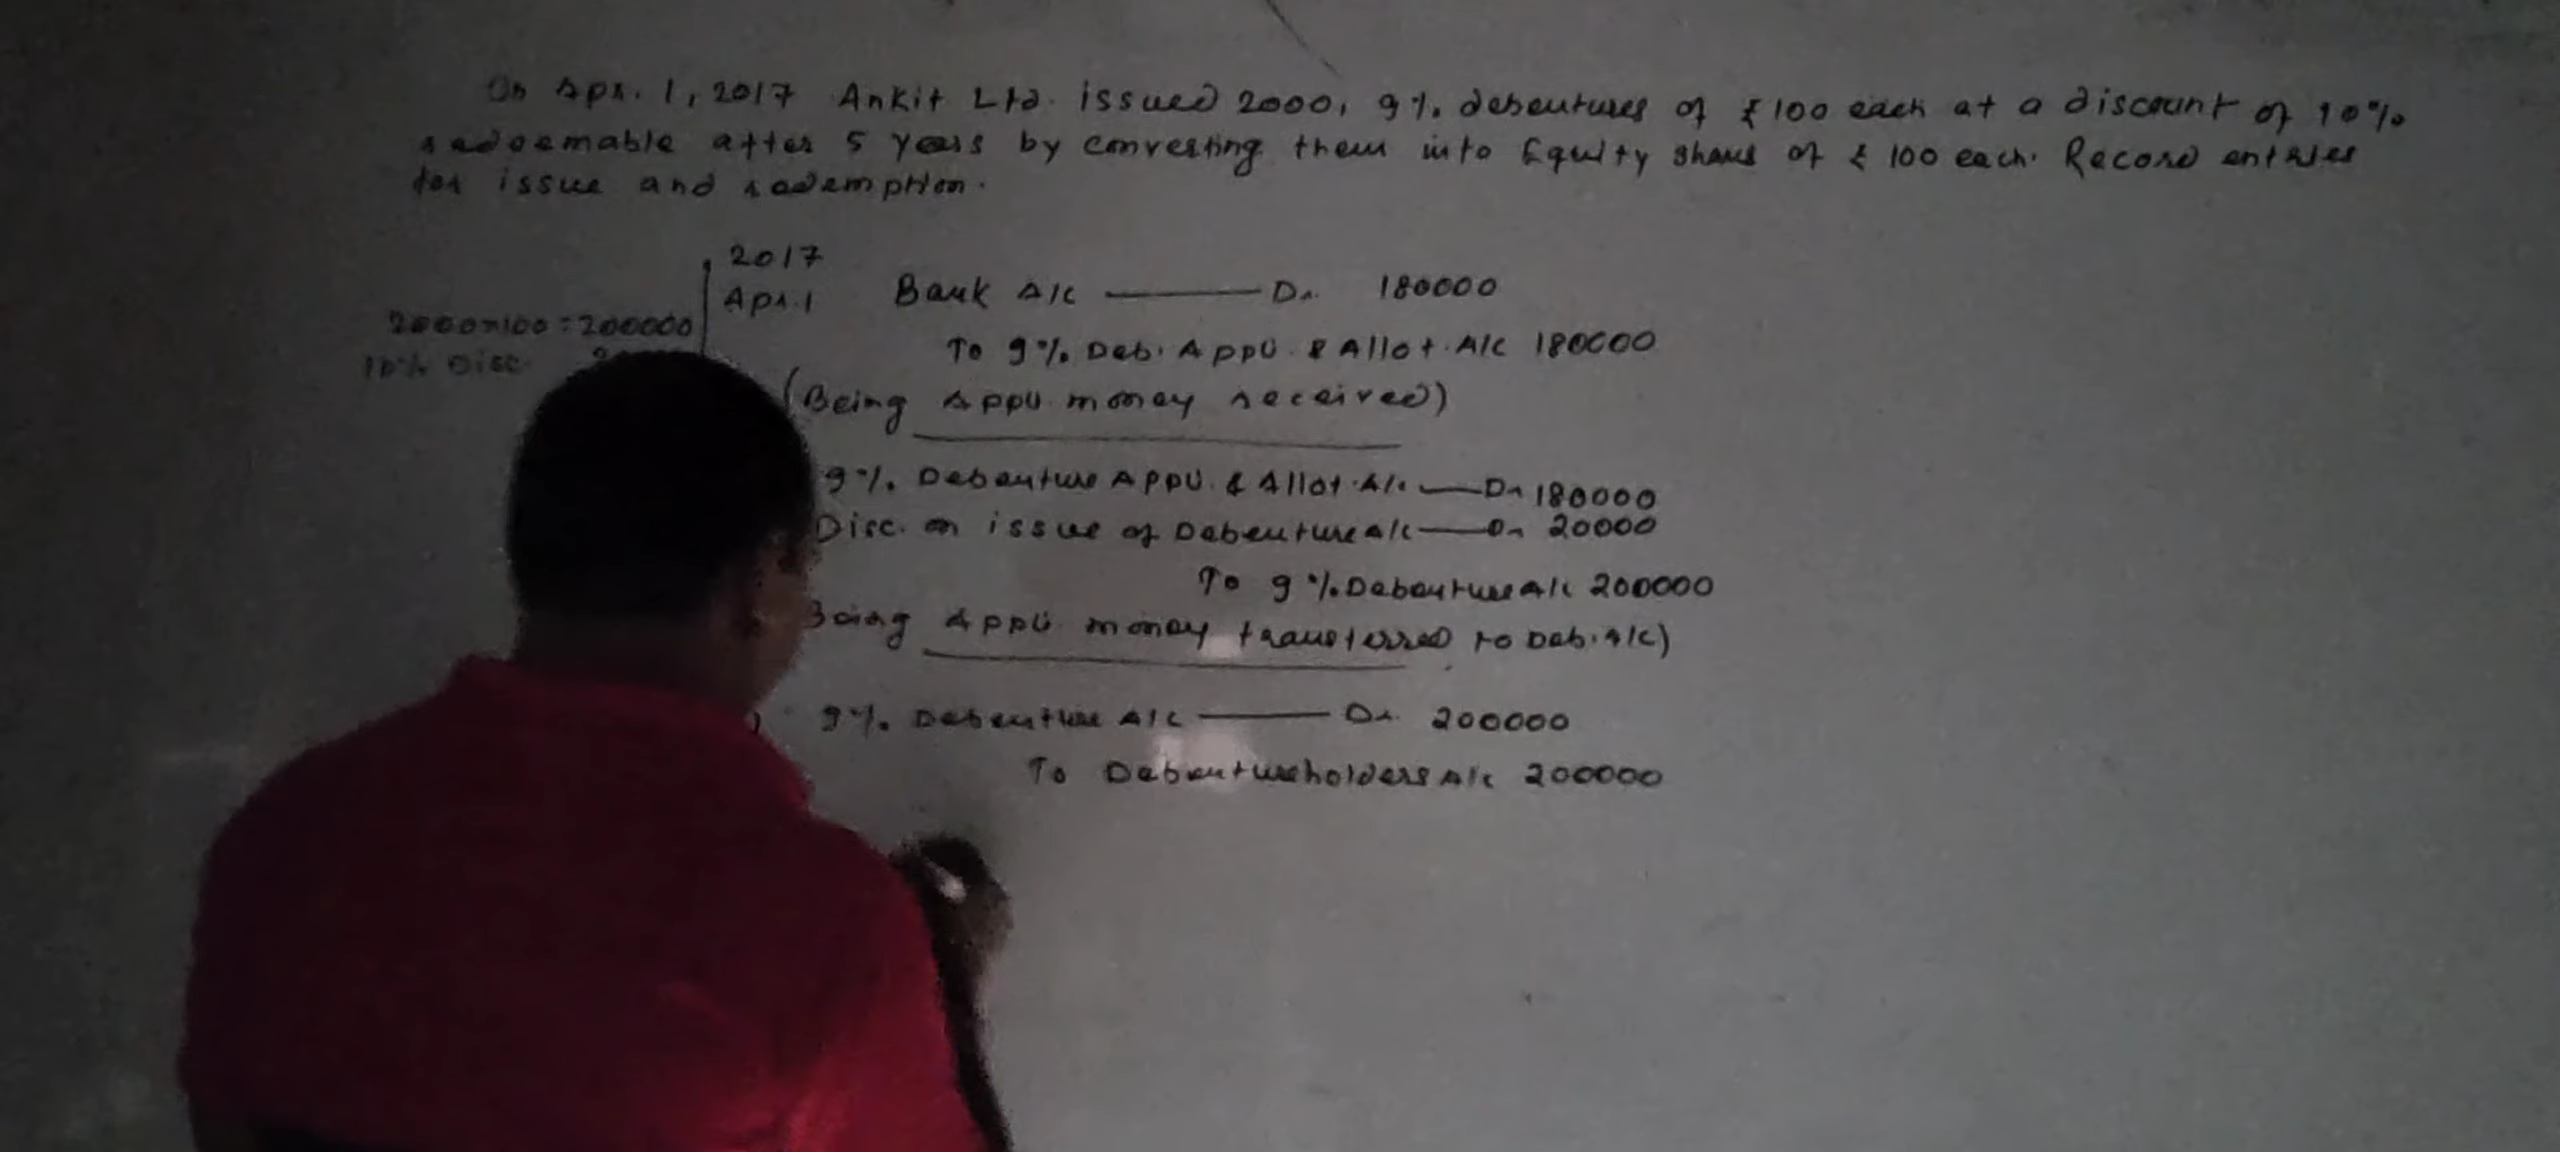 On Apr. 1, 2017 Ankit Ltd. issued 2000, 9% debentures of ₹100 each at a discount of 10%
redeemable after 5 years by converting them into Equity shares of ₹ 100 each. Record entries
for issue and redemption.
2017
Apr.1 Bank A/c Dr. 180000
2000×100=200000
To 9% Deb. Appli. & Allot. A/c 180000
10% Disc.
(Being Appli. money received)
9% Debenture Appli. & Allot. A/c Dr 180000
Disc. on issue of Debenture A/c Dr 20000
To 9% Debenture A/c 200000
Being Appli. money transferred to Deb. A/c)
9% Debenture A/c Dr. 200000
To Debentureholders A/c 200000